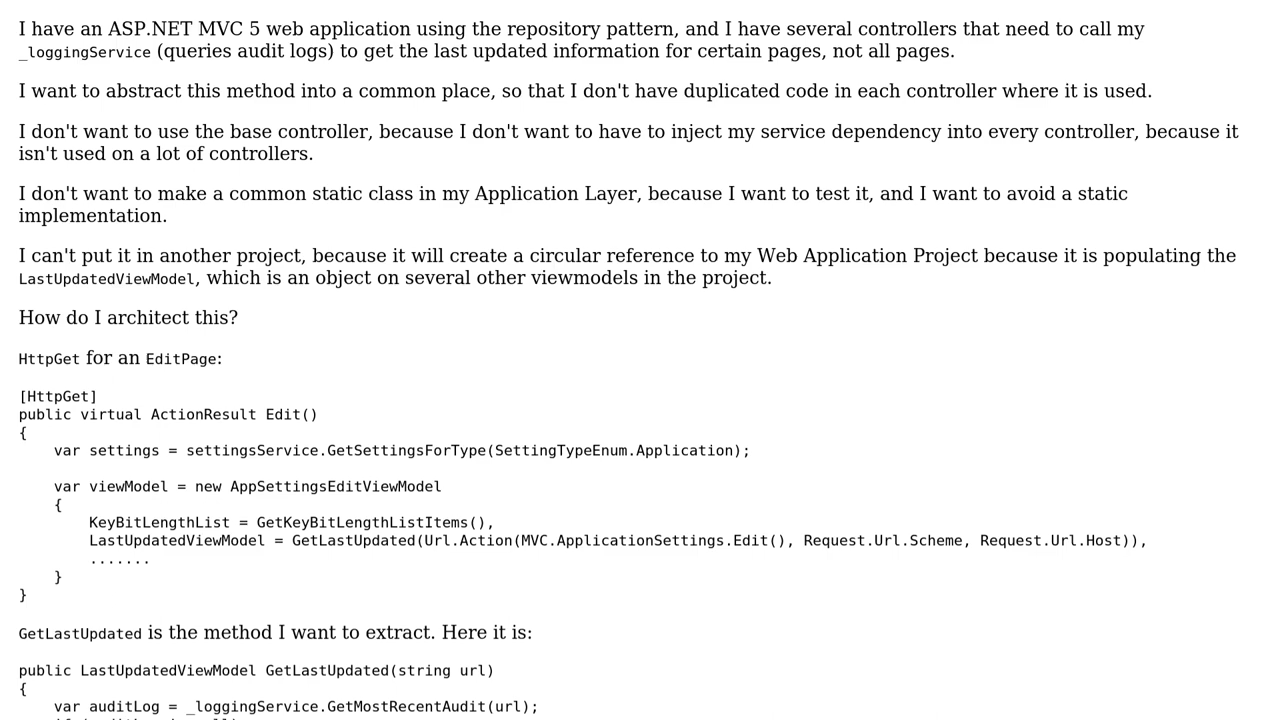 I have an ASP.NET MVC 5 web application using the repository pattern, and I have several controllers that need to call my
_loggingService (queries audit logs) to get the last updated information for certain pages, not all pages.
I want to abstract this method into a common place, so that I don't have duplicated code in each controller where it is used.
I don't want to use the base controller, because I don't want to have to inject my service dependency into every controller, because it
isn't used on a lot of controllers.
I don't want to make a common static class in my Application Layer, because I want to test it, and I want to avoid a static
implementation.
I can't put it in another project, because it will create a circular reference to my Web Application Project because it is populating the
LastUpdatedViewModel, which is an object on several other viewmodels in the project.
How do I architect this?
HttpGet for an EditPage:
[HttpGet]
public virtual ActionResult Edit()
{
    var settings = settingsService.GetSettingsForType(SettingTypeEnum.Application);
    var viewModel = new AppSettingsEditViewModel
    {
        KeyBitLengthList = GetKeyBitLengthListItems(),
        LastUpdatedViewModel = GetLastUpdated(Url.Action(MVC.ApplicationSettings.Edit(), Request.Url.Scheme, Request.Url.Host)),
        .......
    }
}
GetLastUpdated is the method I want to extract. Here it is:
public LastUpdatedViewModel GetLastUpdated(string url)
{
    var auditLog = _loggingService.GetMostRecentAudit(url);